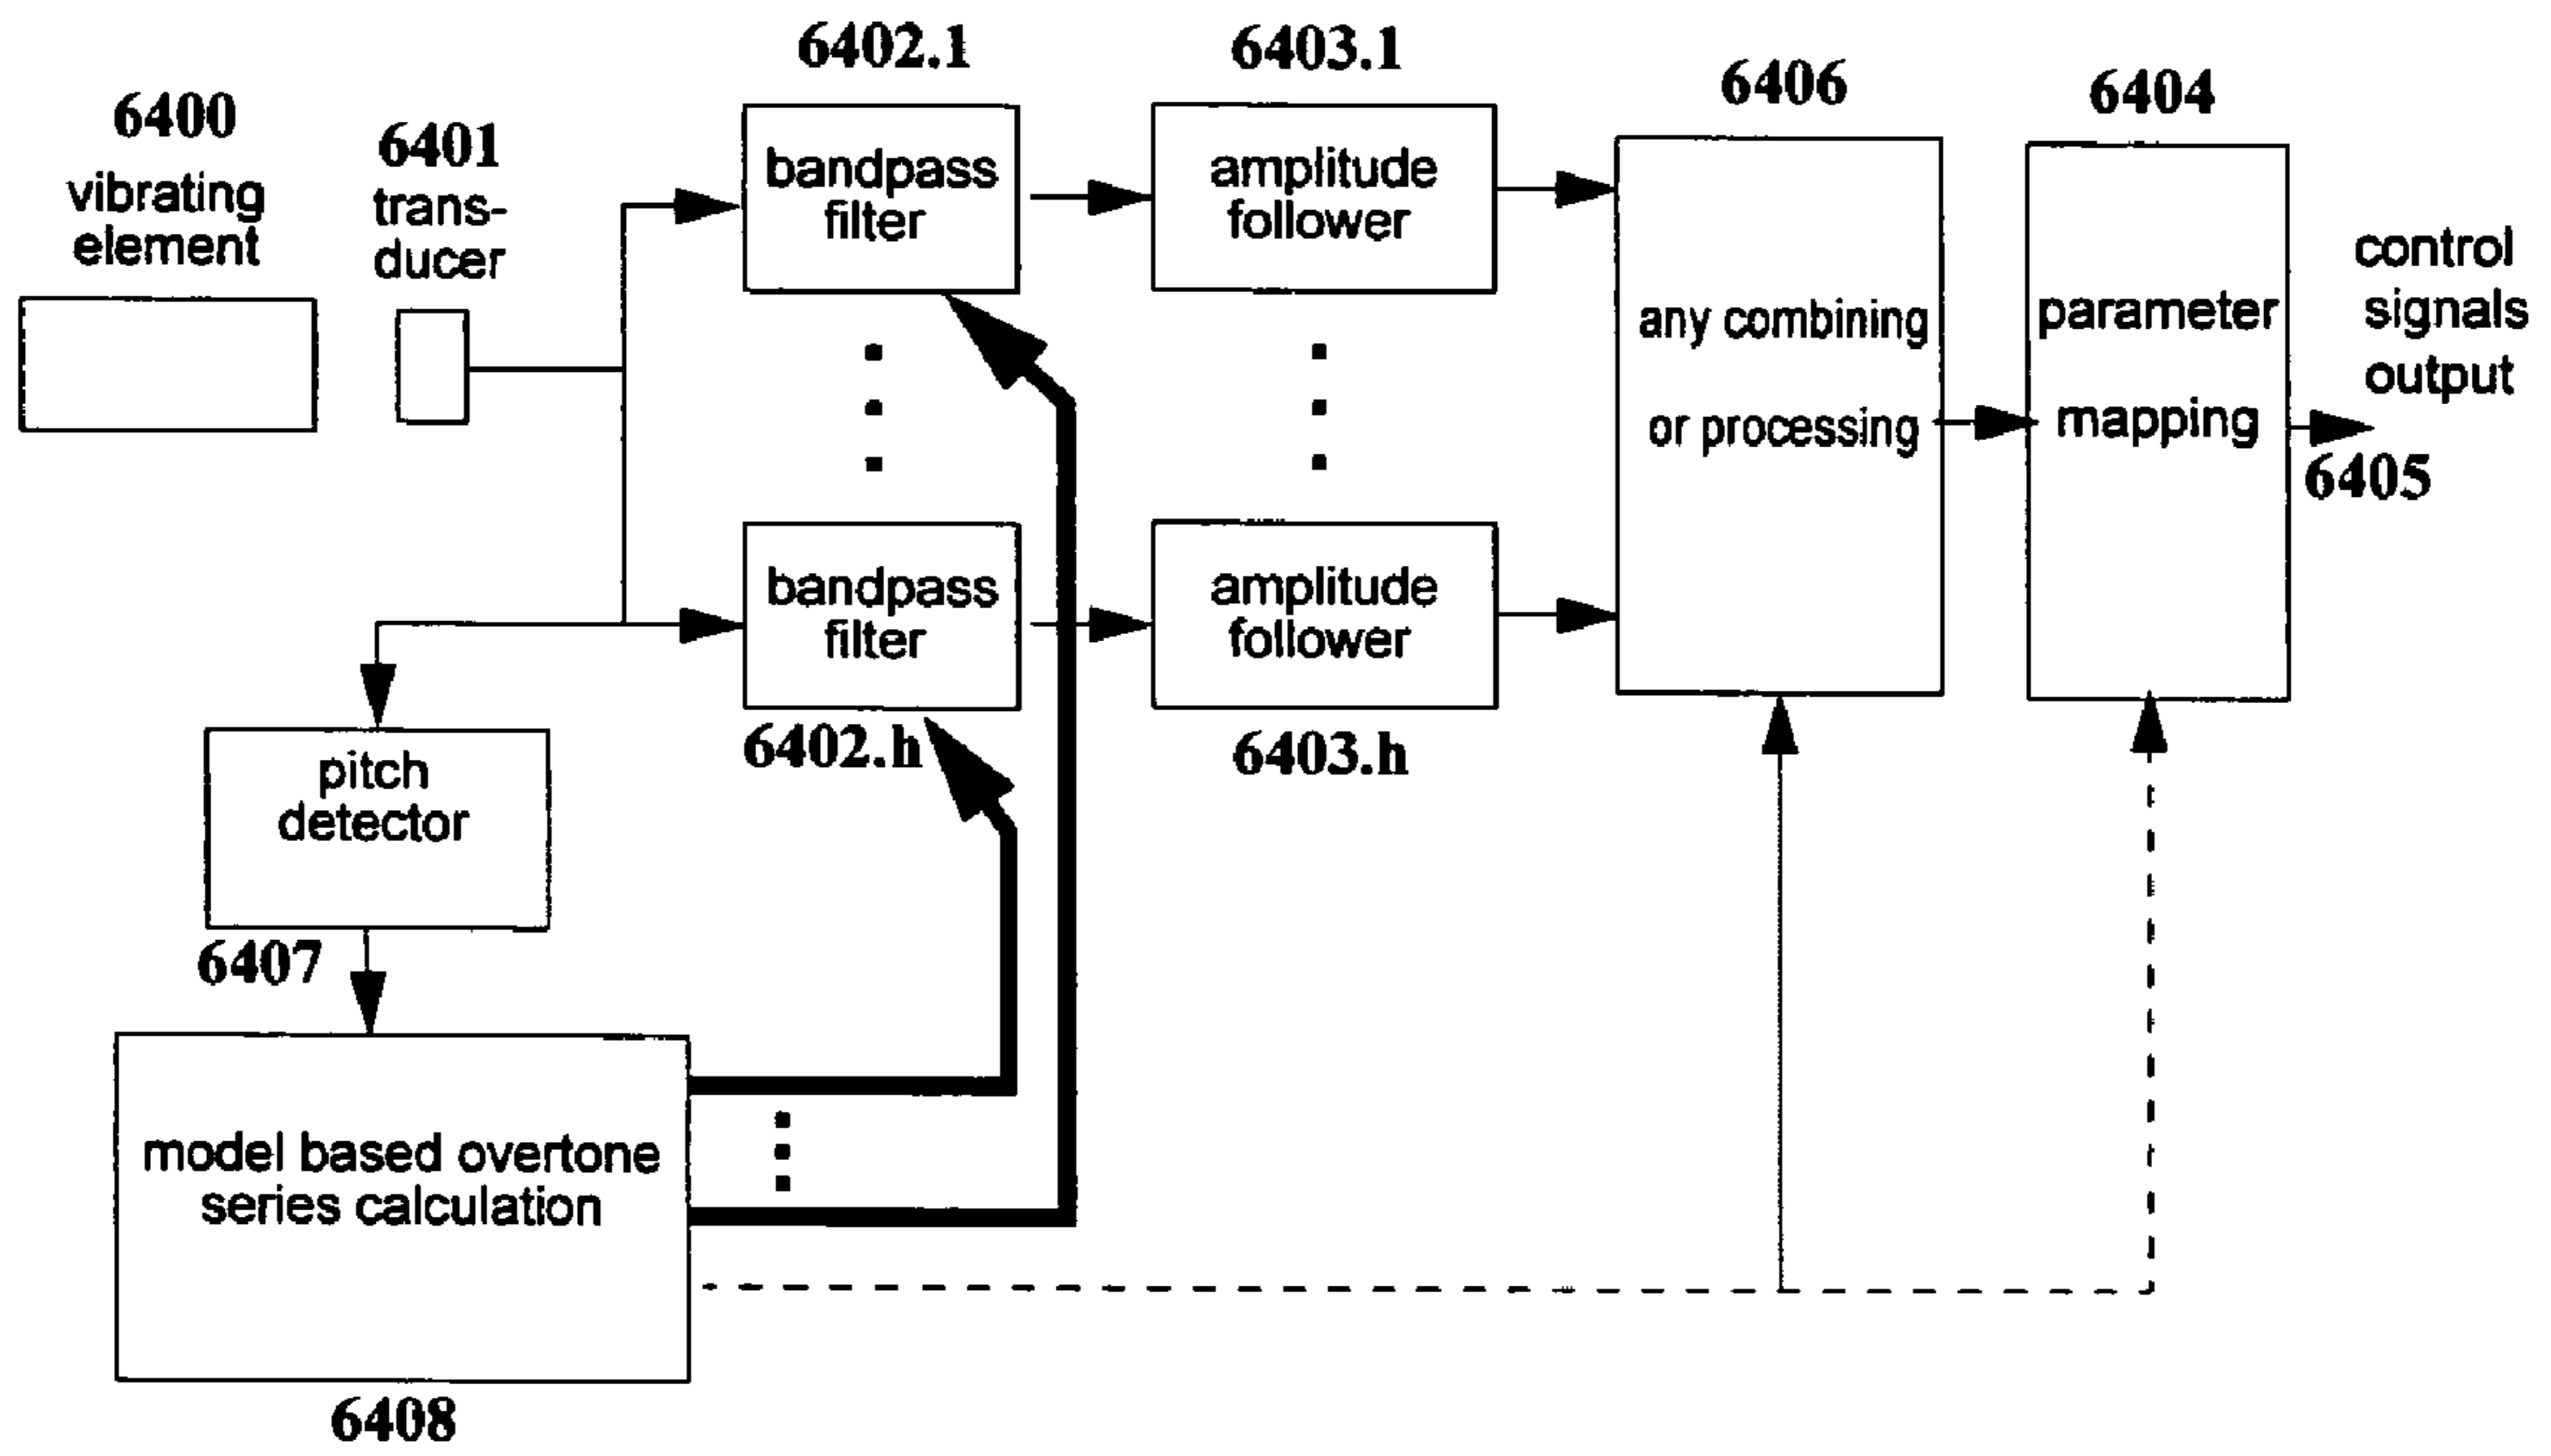 6400
vibrating
element
6401
trans-
ducer
6402.1
bandpass
filter
6403.1
amplitude
follower
6406
any combining
or processing
6404
parameter
mapping
control
signals
output
6405
bandpass
filter
6402.h
amplitude
follower
6403.h
pitch
detector
6407
model based overtone
series calculation
6408